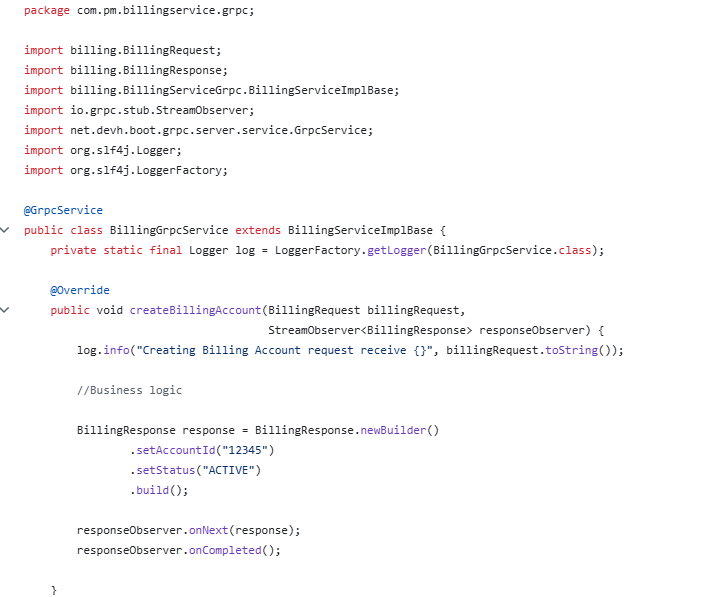 package com.pm.billingservice.grpc;
import billing.BillingRequest;
import billing.BillingResponse;
import billing.BillingServiceGrpc.BillingServiceImplBase;
import io.grpc.stub.StreamObserver;
import net.devh.boot.grpc.server.service.GrpcService;
import org.slf4j.Logger;
import org.slf4j.LoggerFactory;
@GrpcService
public class BillingGrpcService extends BillingServiceImplBase {
private static final Logger log = LoggerFactory.getLogger(BillingGrpcService.class);
@Override
public void createBillingAccount(BillingRequest billingRequest,
StreamObserver<BillingResponse> responseObserver) {
log.info("Creating Billing Account request receive {}", billingRequest.toString());
//Business logic
BillingResponse response = BillingResponse.newBuilder()
.setAccountId("12345")
.setStatus("ACTIVE")
.build();
responseObserver.onNext(response);
responseObserver.onCompleted();
}